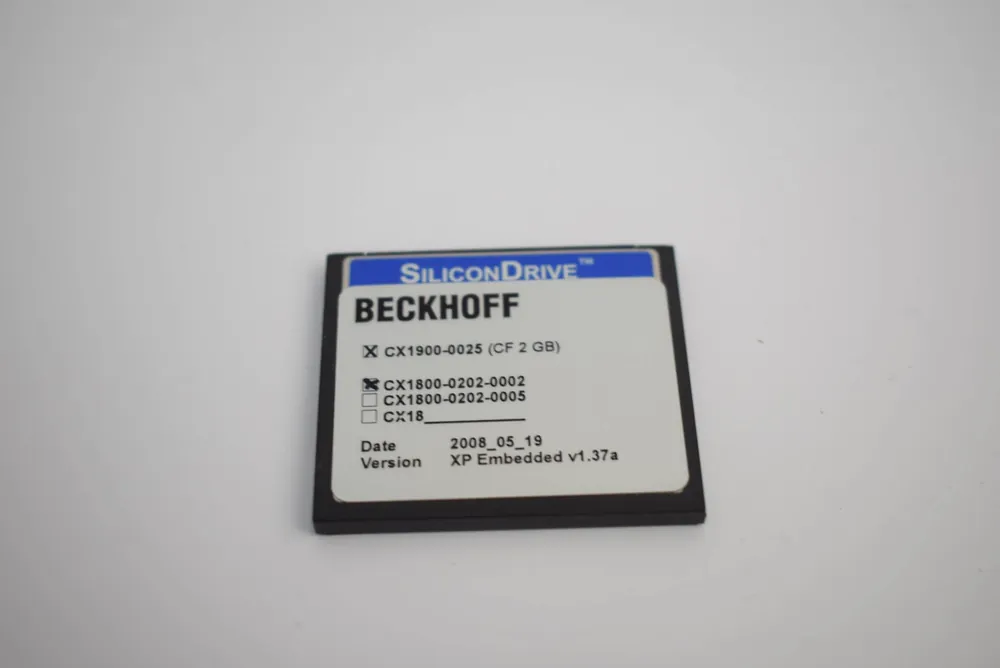 SILICONDRIVE™
BECKHOFF
☒ CX1900-0025 (CF 2 GB)
☒ CX1800-0202-0002
☐ CX1800-0202-0005
☐ CX18____________
Date 2008_05_19
Version XP Embedded v1.37a